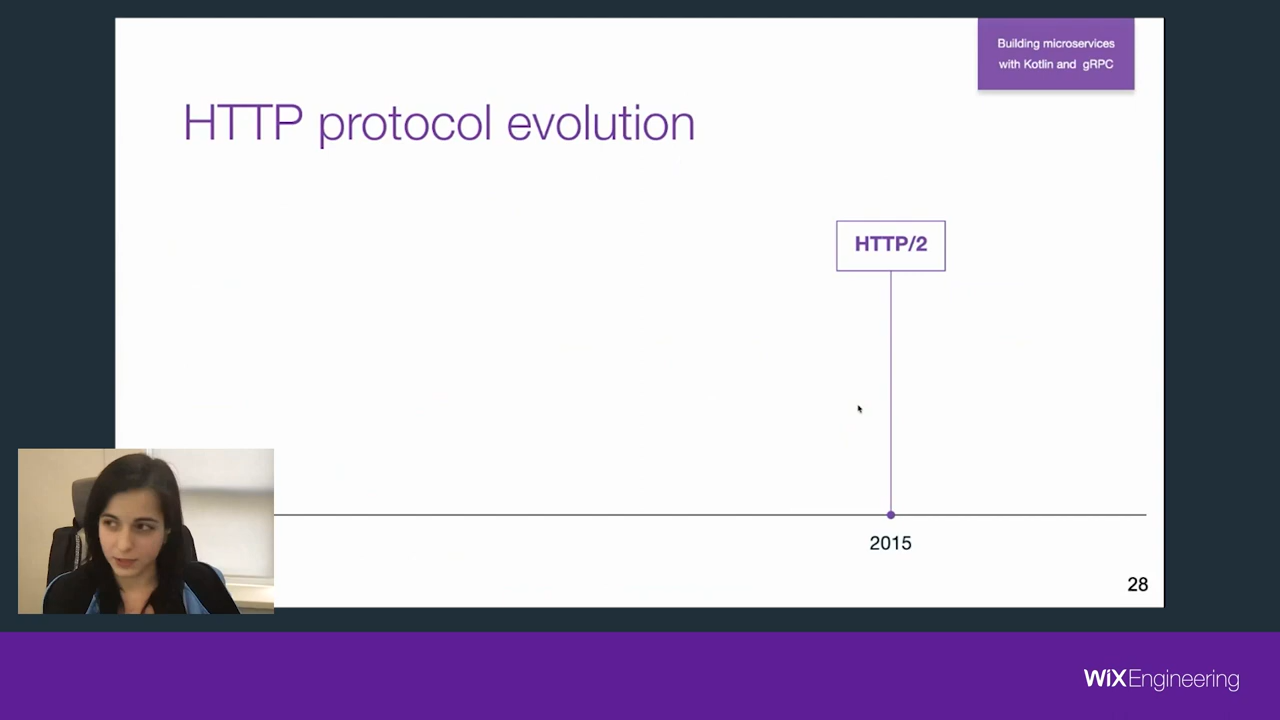 Building microservices
with Kotlin and gRPC
HTTP protocol evolution
HTTP/2
2015
28
WiXEngineering